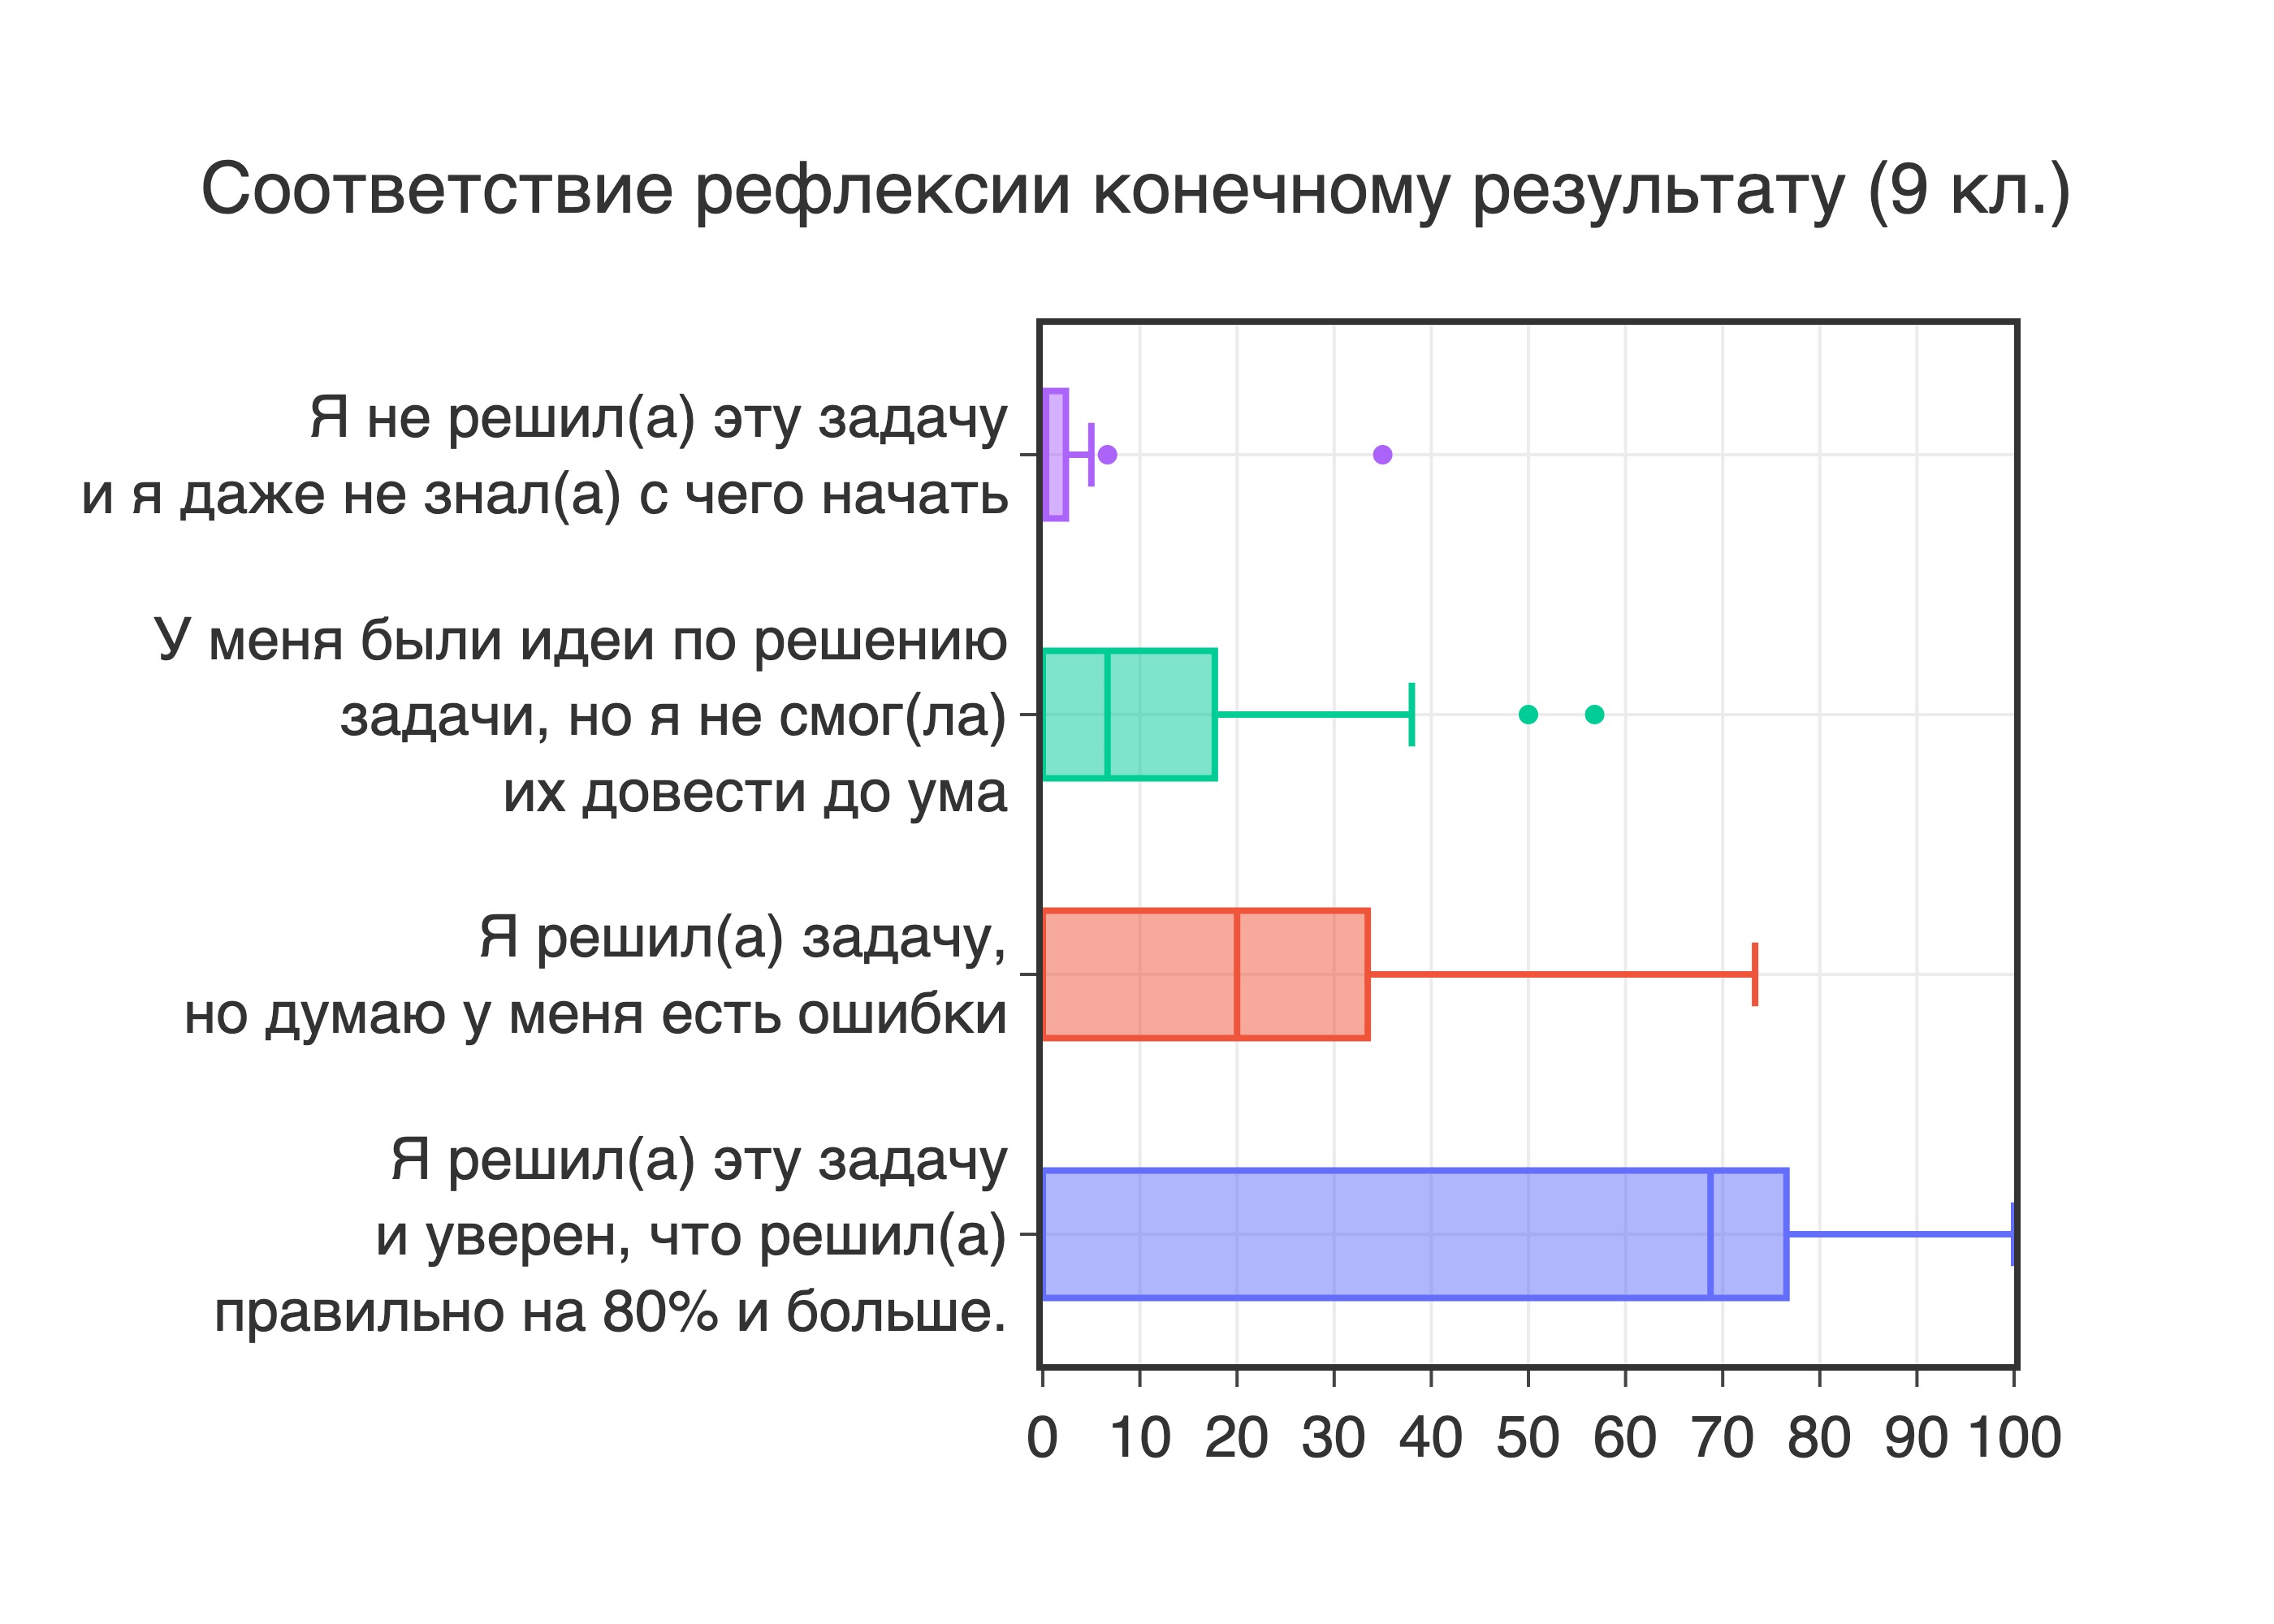 Соответствие рефлексии конечному результату (9 кл.)
Я не решил(а) эту задачу
и я даже не знал(а) с чего начать
У меня были идеи по решению
задачи, но я не смог(ла)
их довести до ума
Я решил(а) задачу,
но думаю у меня есть ошибки
Я решил(а) эту задачу
и уверен, что решил(а)
правильно на 80% и больше.
0 10 20 30 40 50 60 70 80 90 100